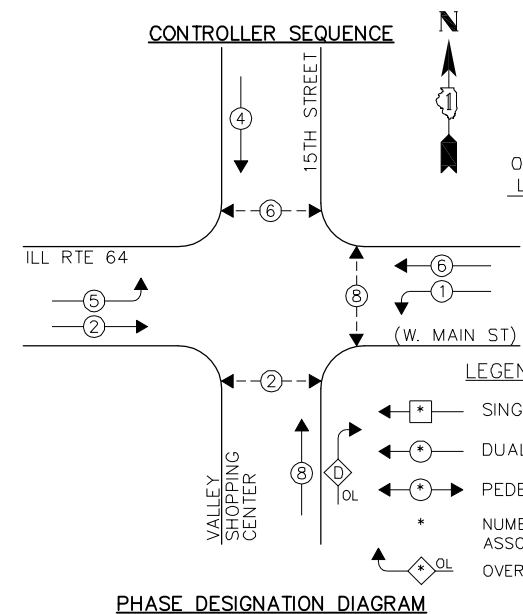 CONTROLLER SEQUENCE
N
1
15TH STREET
4
O
L
6
ILL RTE 64
6
5
1
8
2
(W. MAIN ST)
2
LEGEN
* SING
8
D
OL
* DUAL
VALLEY
SHOPPING
CENTER
* PEDE
* NUMB
ASSO
* OL OVER
PHASE DESIGNATION DIAGRAM